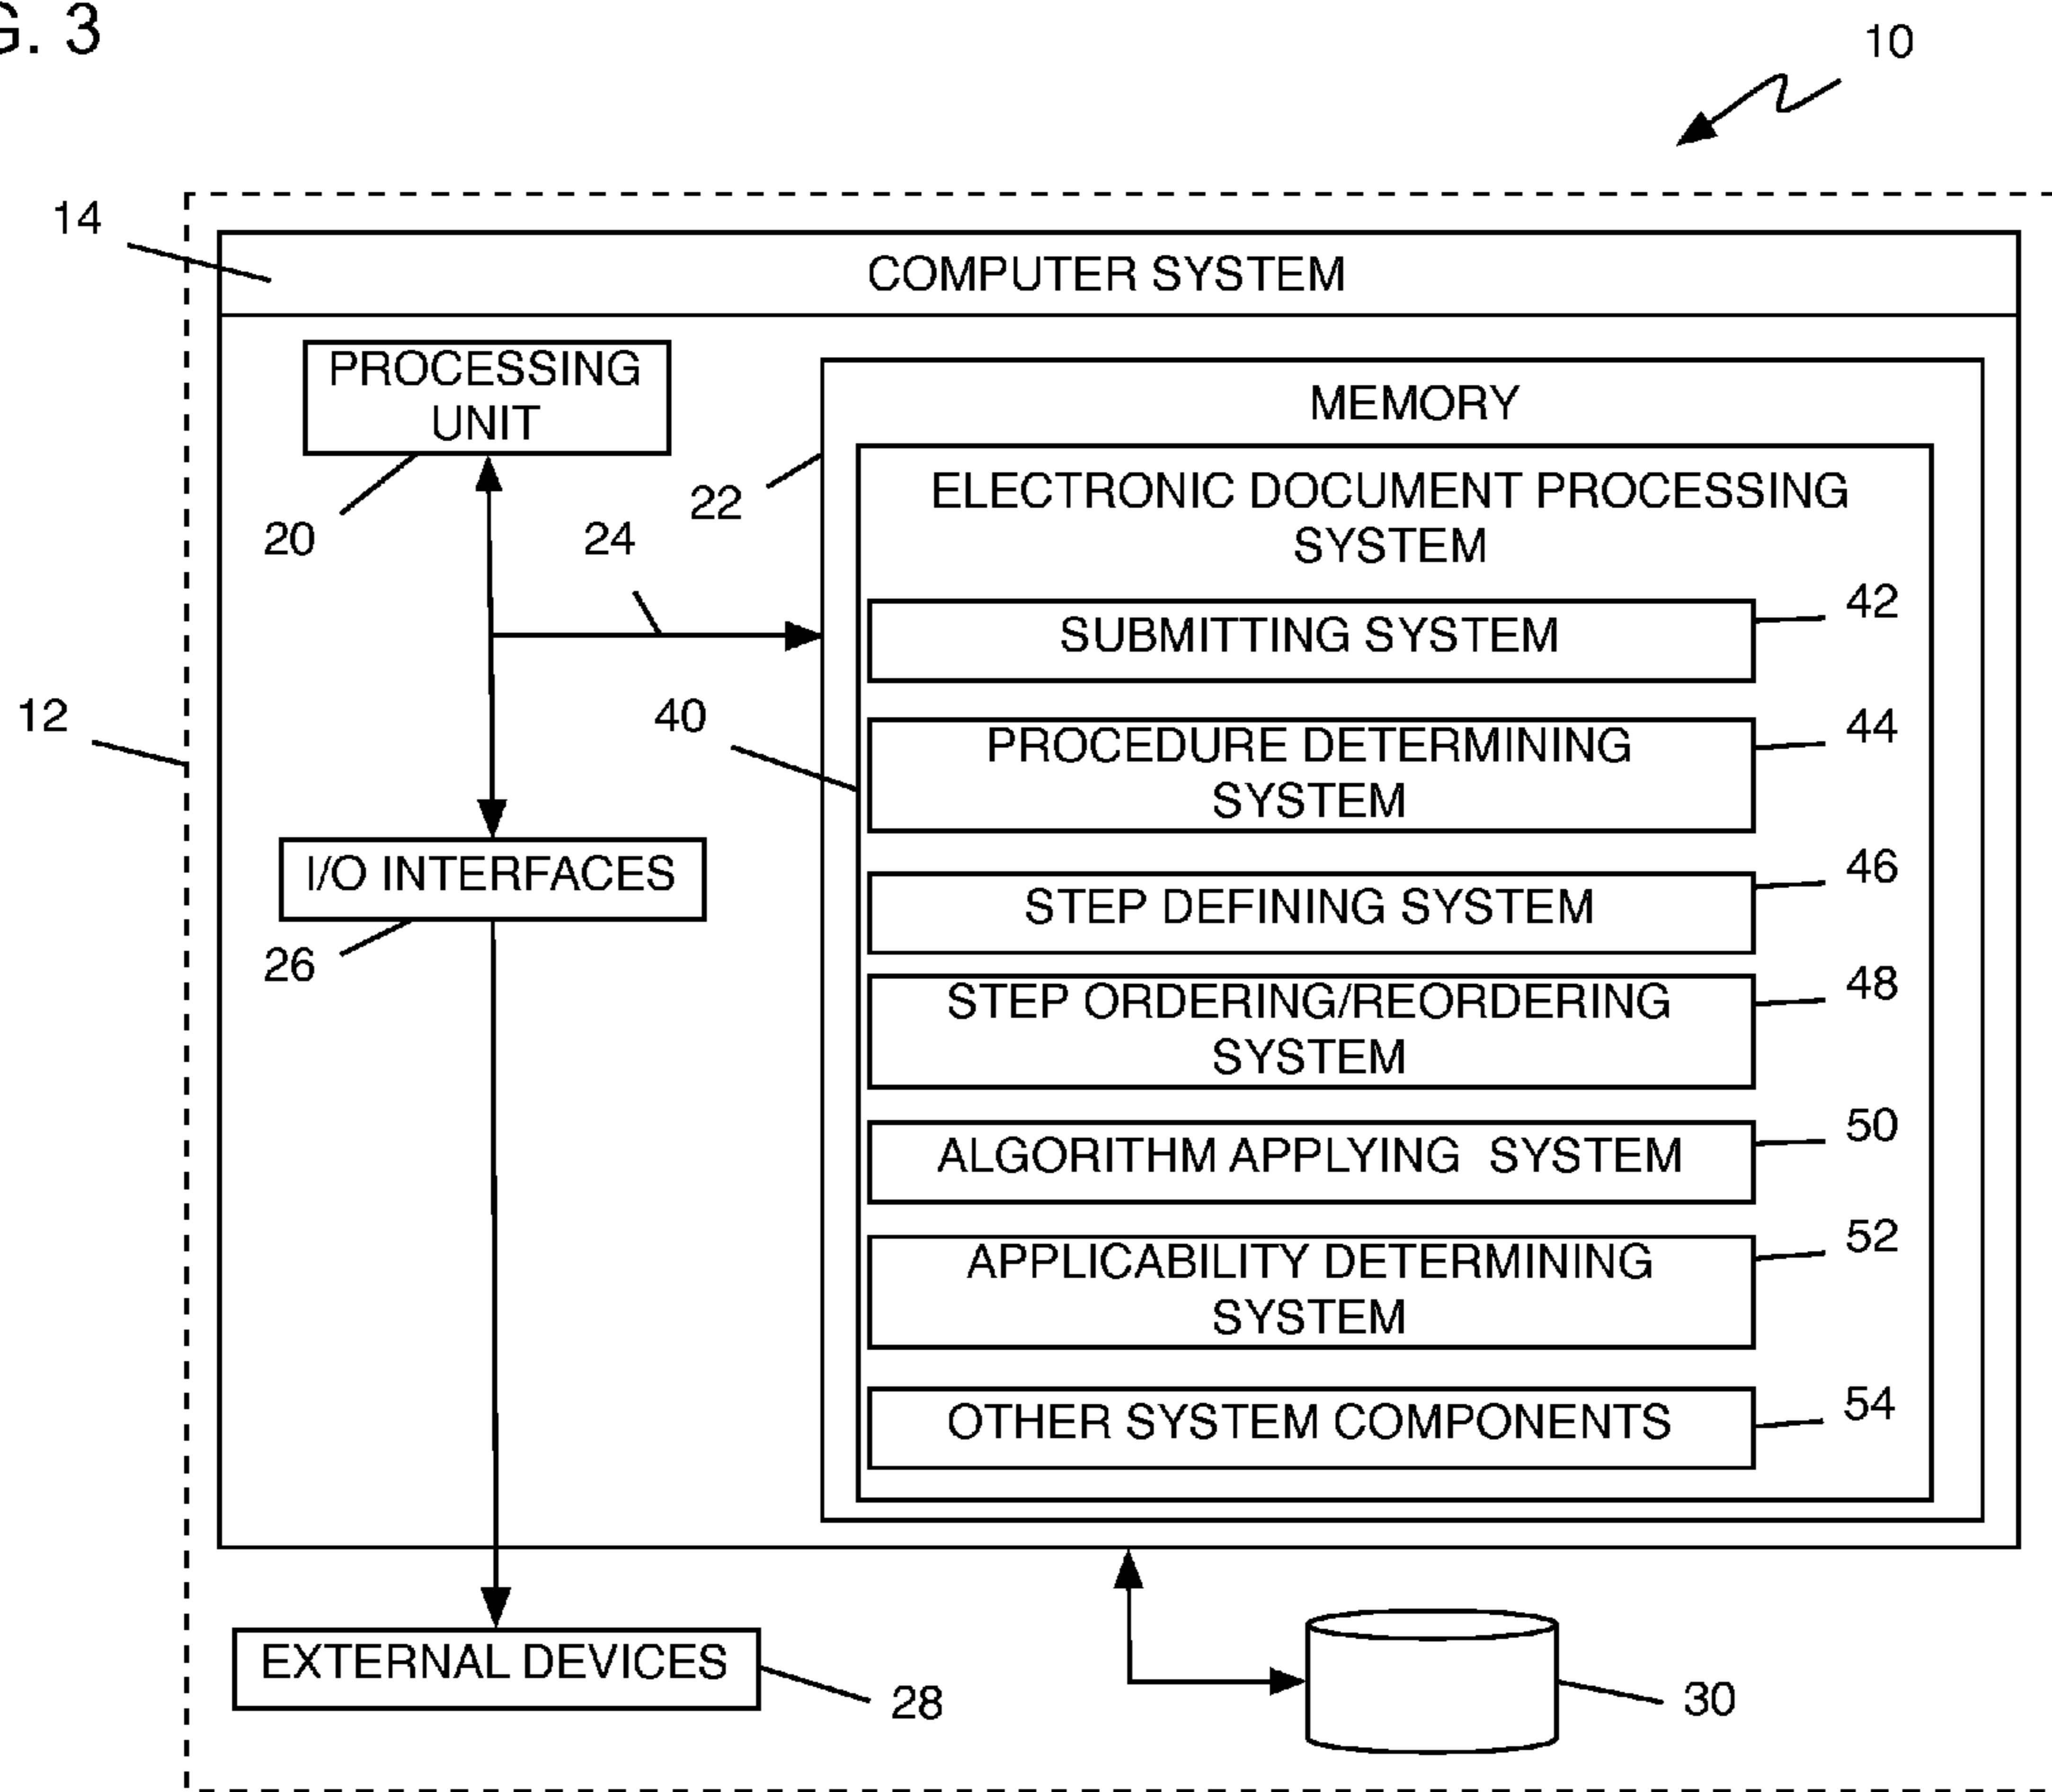 G. 3
10
14
COMPUTER SYSTEM
PROCESSING
UNIT
MEMORY
22
ELECTRONIC DOCUMENT PROCESSING
SYSTEM
20
24
42
SUBMITTING SYSTEM
12
40
44
PROCEDURE DETERMINING
SYSTEM
I/O INTERFACES
46
STEP DEFINING SYSTEM
26
48
STEP ORDERING/REORDERING
SYSTEM
50
ALGORITHM APPLYING SYSTEM
52
APPLICABILITY DETERMINING
SYSTEM
54
OTHER SYSTEM COMPONENTS
EXTERNAL DEVICES
28
30